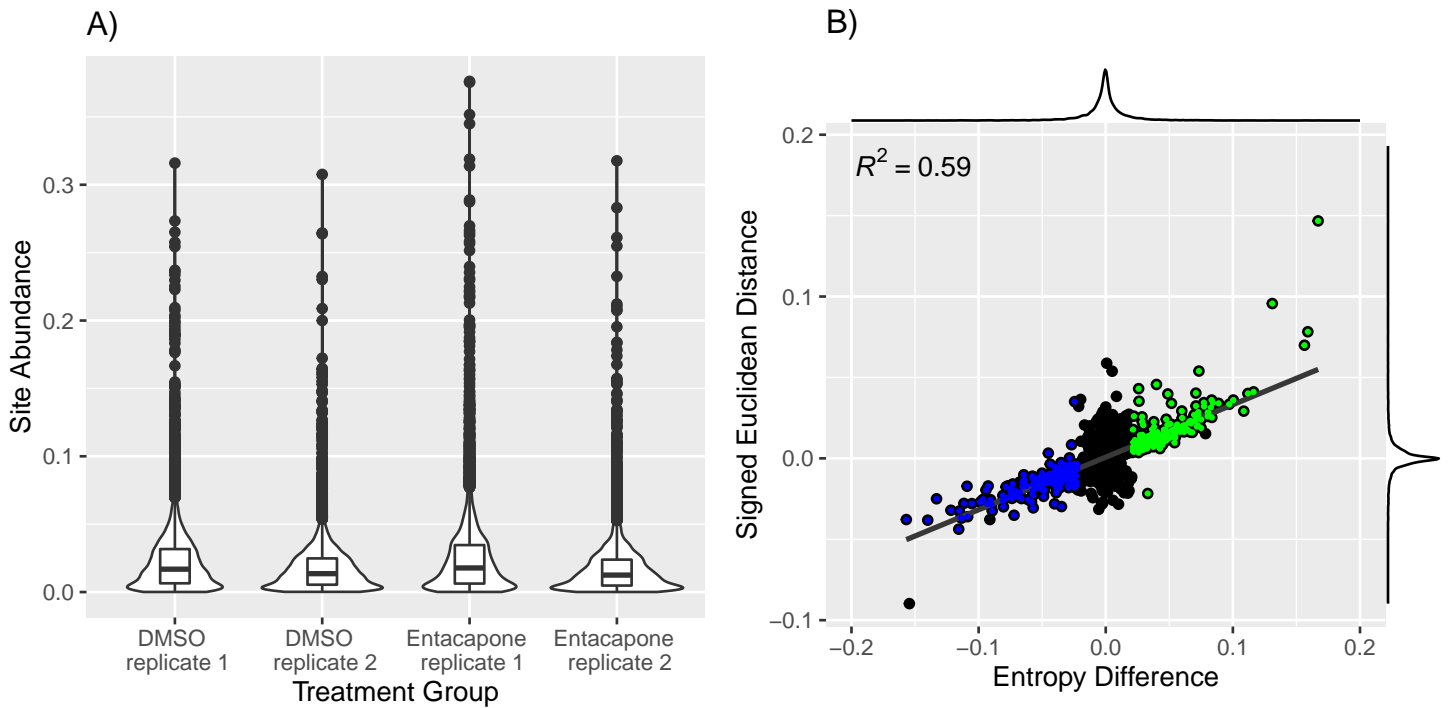 A)
Site Abundance
0.3
0.2
0.1
0.0
DMSO
replicate 1
DMSO
replicate 2
Entacapone
replicate 1
Entacapone
replicate 2
Treatment Group
B)
R² = 0.59
Signed Euclidean Distance
0.2
0.1
0.0
−0.1
−0.2
−0.1
0.0
0.1
0.2
Entropy Difference